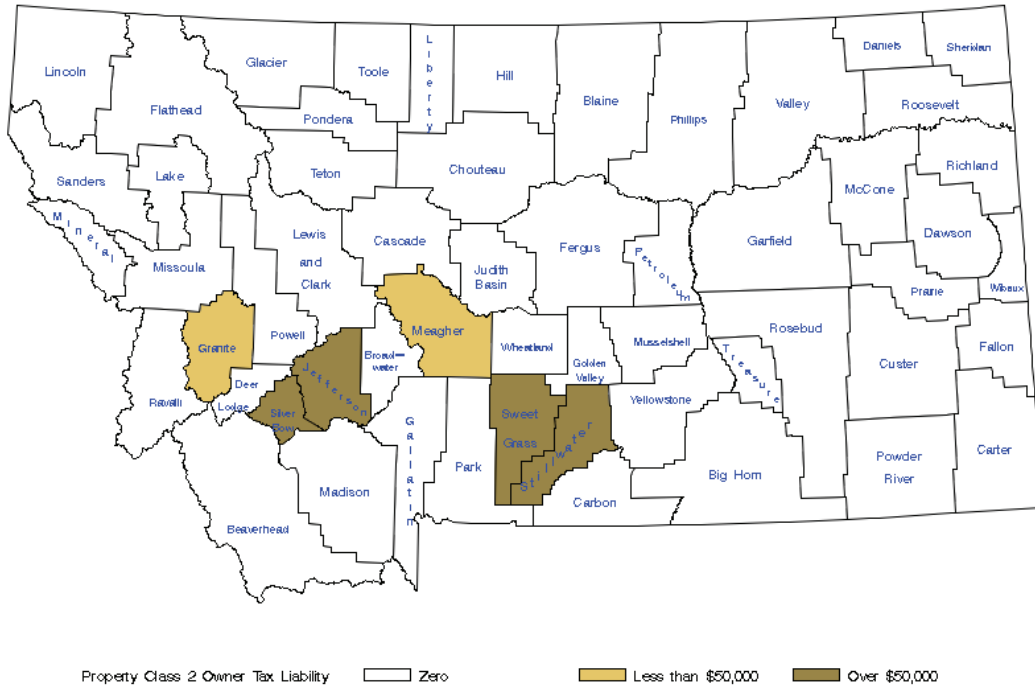 Lincoln
Flathead
Glacier
Toole
Liberty
Hill
Blaine
Phillips
Valley
Daniels
Sheridan
Roosevelt
Pondera
Teton
Chouteau
Sanders
Lake
Mineral
Missoula
Lewis
and
Clark
Cascade
Judith
Basin
Fergus
Petroleum
Garfield
McCone
Richland
Dawson
Wibaux
Prairie
Granite
Powell
Meagher
Broad-
water
Jefferson
Wheatland
Golden
Valley
Musselshell
Rosebud
Treasure
Custer
Fallon
Ravalli
Deer
Lodge
Silver
Bow
Sweet
Grass
Stillwater
Yellowstone
Gallatin
Park
Madison
Beaverhead
Carbon
Big Horn
Powder
River
Carter
Property Class 2 Owner Tax Liability
Zero
Less than $50,000
Over $50,000